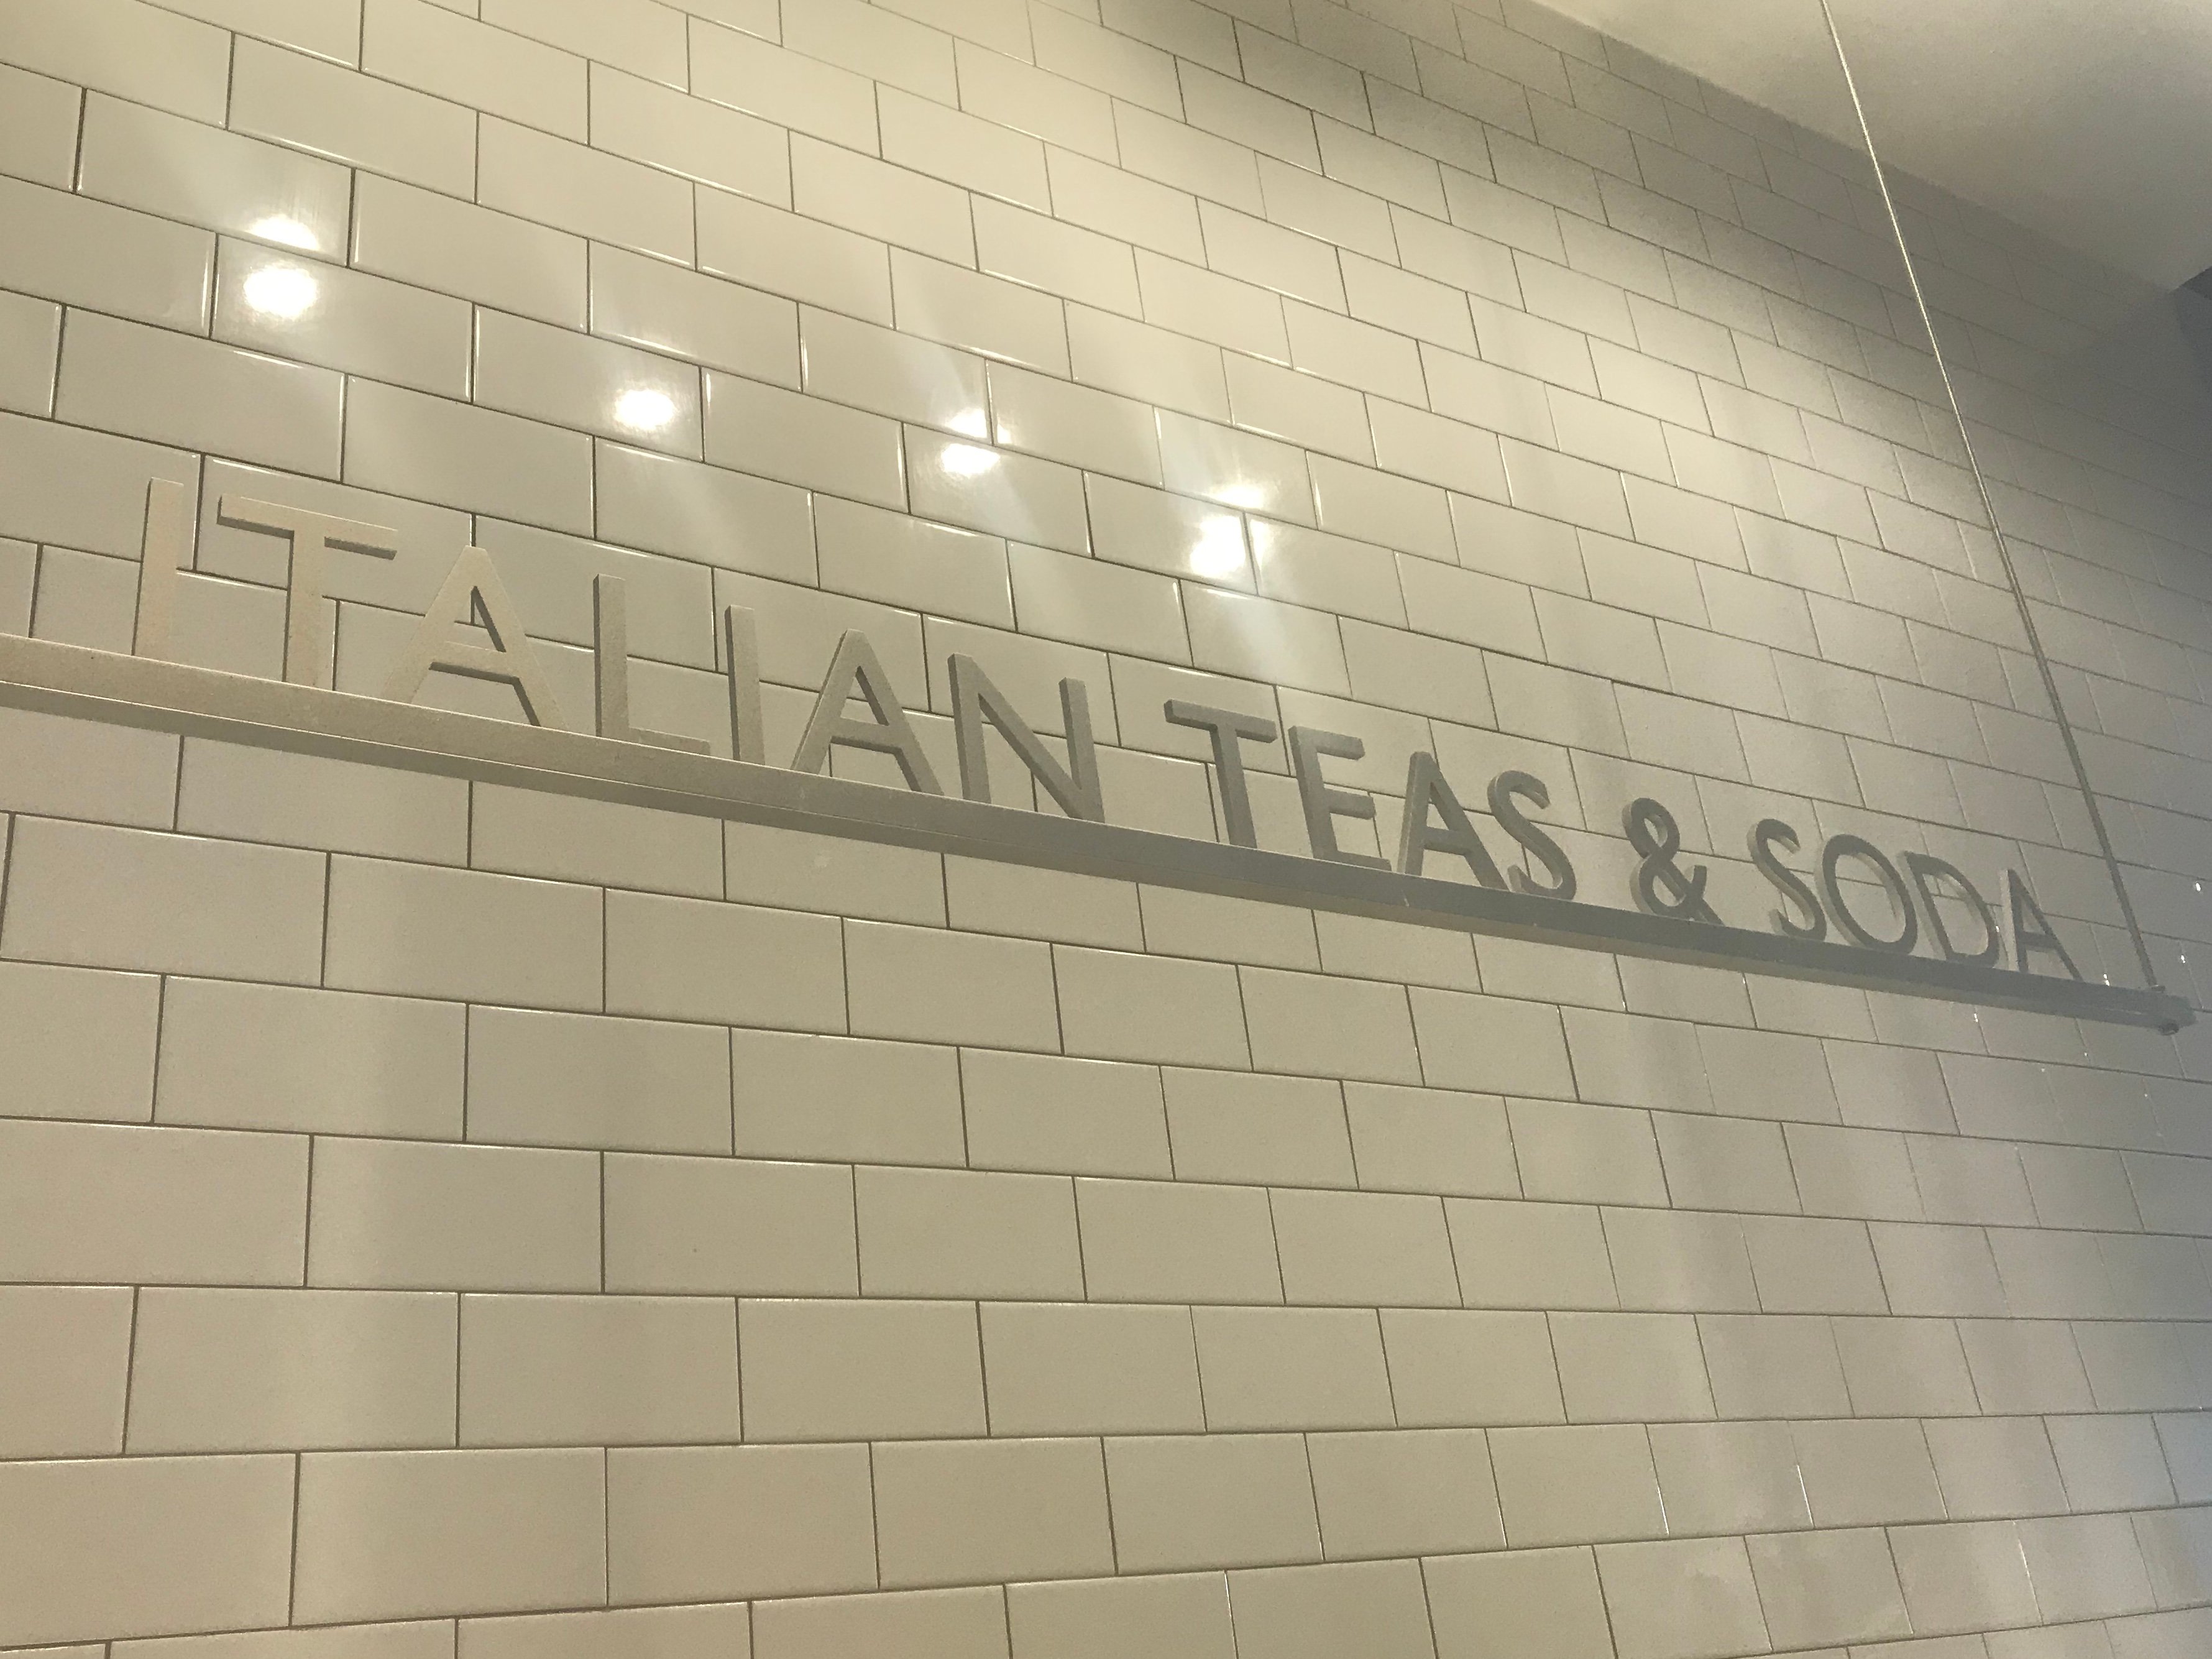 ITALIAN TEAS & SODA